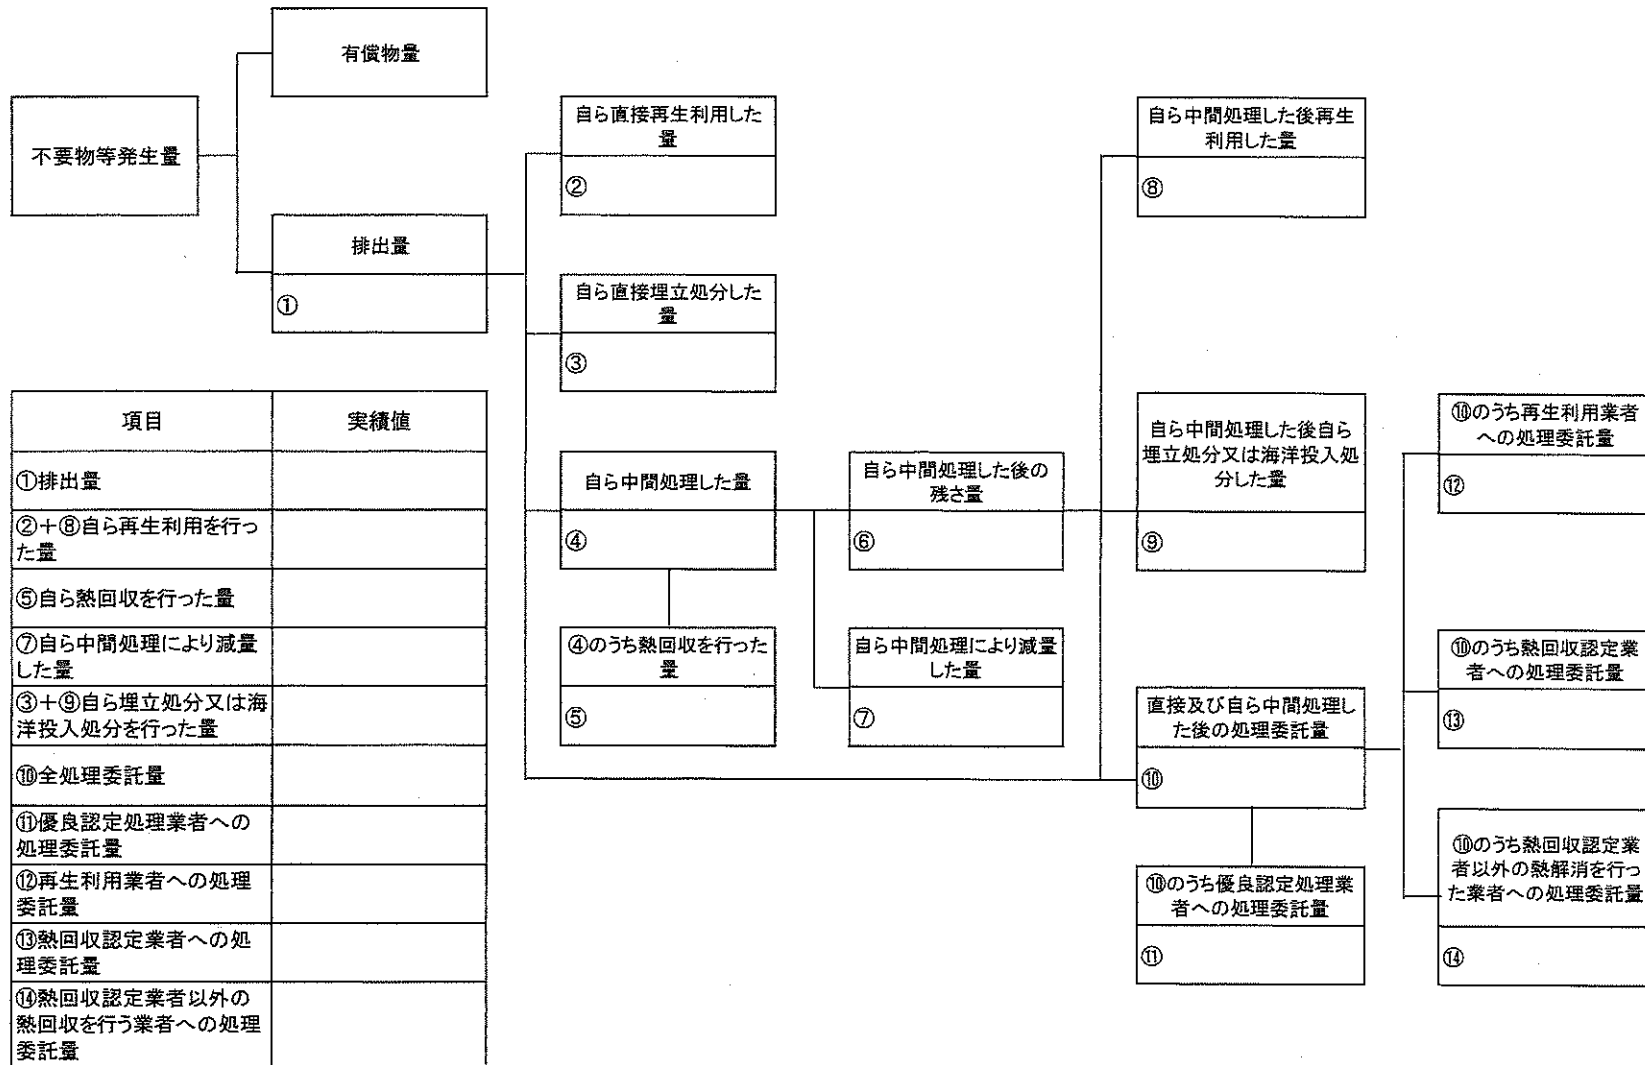 有償物量
不要物等発生量
排出量
①
自ら直接再生利用した
量
②
自ら直接埋立処分した
量
③
自ら中間処理した量
④
④のうち熱回収を行った
量
⑤
自ら中間処理した後の
残さ量
⑥
自ら中間処理により減量
した量
⑦
自ら中間処理した後再生
利用した量
⑧
自ら中間処理した後自ら
埋立処分又は海洋投入処
分した量
⑨
直接及び自ら中間処理し
た後の処理委託量
⑩
⑩のうち優良認定処理業
者への処理委託量
⑪
⑩のうち再生利用業者
への処理委託量
⑫
⑩のうち熱回収認定業
者への処理委託量
⑬
⑩のうち熱回収認定業
者以外の熱解消を行っ
た業者への処理委託量
⑭
項目 実績値
①排出量
②＋⑧自ら再生利用を行っ
た量
⑤自ら熱回収を行った量
⑦自ら中間処理により減量
した量
③＋⑨自ら埋立処分又は海
洋投入処分を行った量
⑩全処理委託量
⑪優良認定処理業者への
処理委託量
⑫再生利用業者への処理
委託量
⑬熱回収認定業者への処
理委託量
⑭熱回収認定業者以外の
熱回収を行う業者への処理
委託量